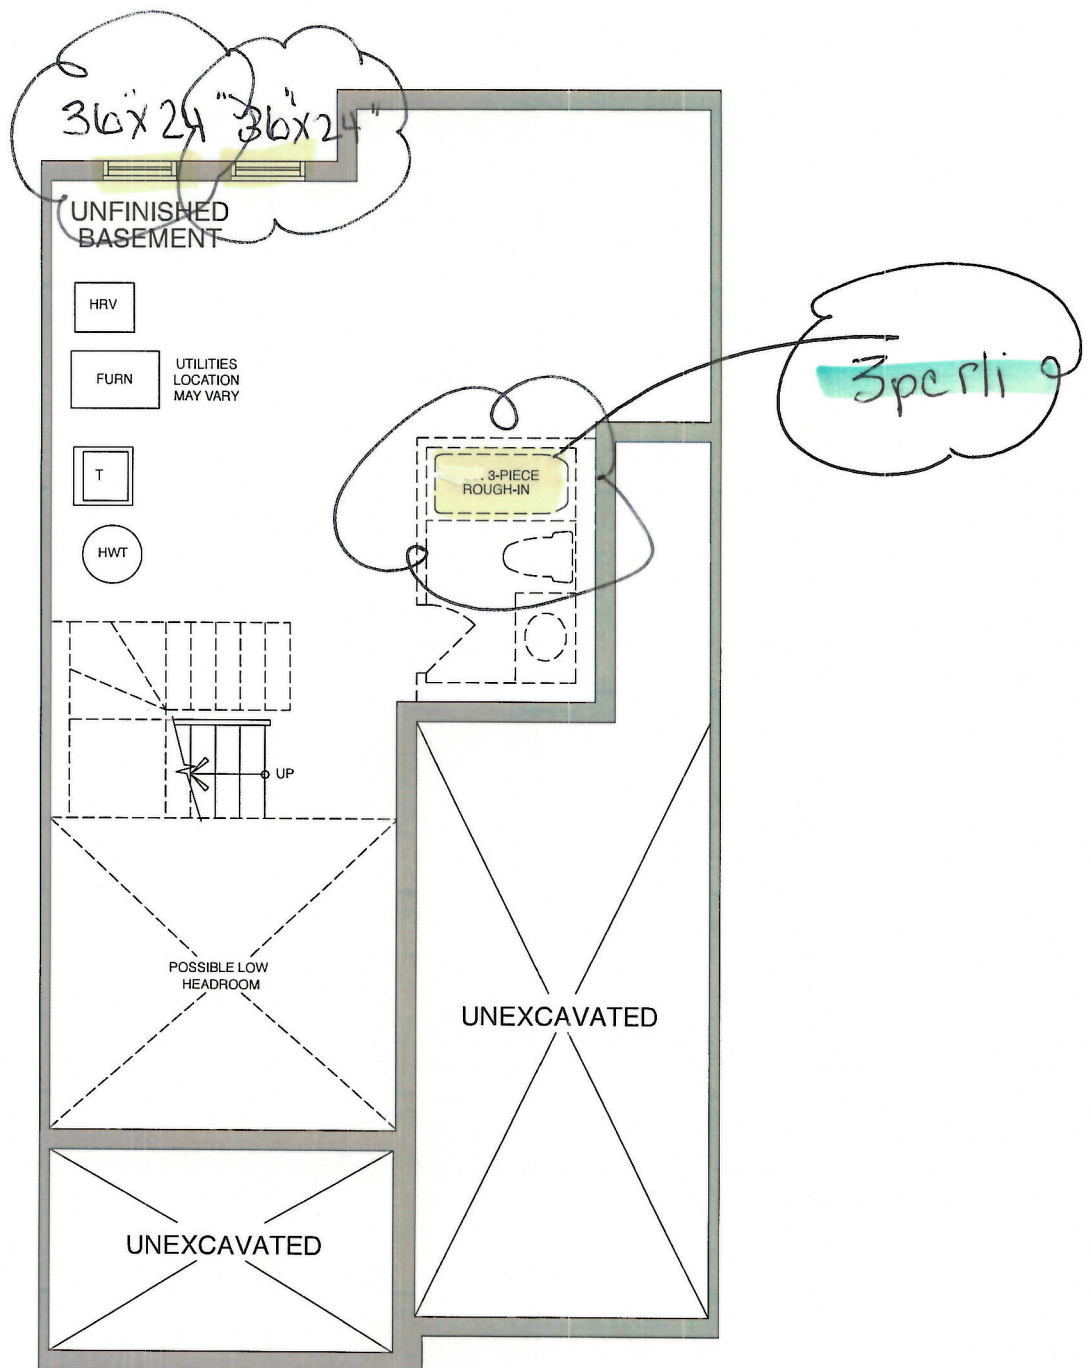 36"x24" 36"x24"
UNFINISHED
BASEMENT
HRV
FURN
UTILITIES
LOCATION
MAY VARY
3pc r/i
3-PIECE
ROUGH-IN
T
HWT
UP
POSSIBLE LOW
HEADROOM
UNEXCAVATED
UNEXCAVATED